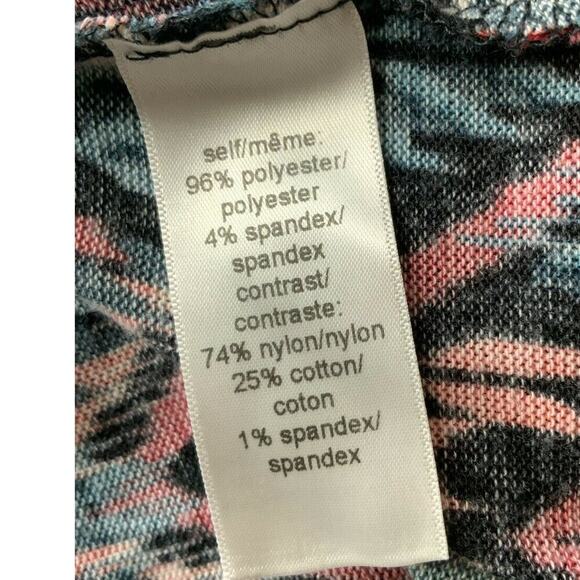 self/même:
96% polyester/
polyester
4% spandex/
spandex
contrast/
contraste:
74% nylon/nylon
25% cotton/
coton
1% spandex/
spandex